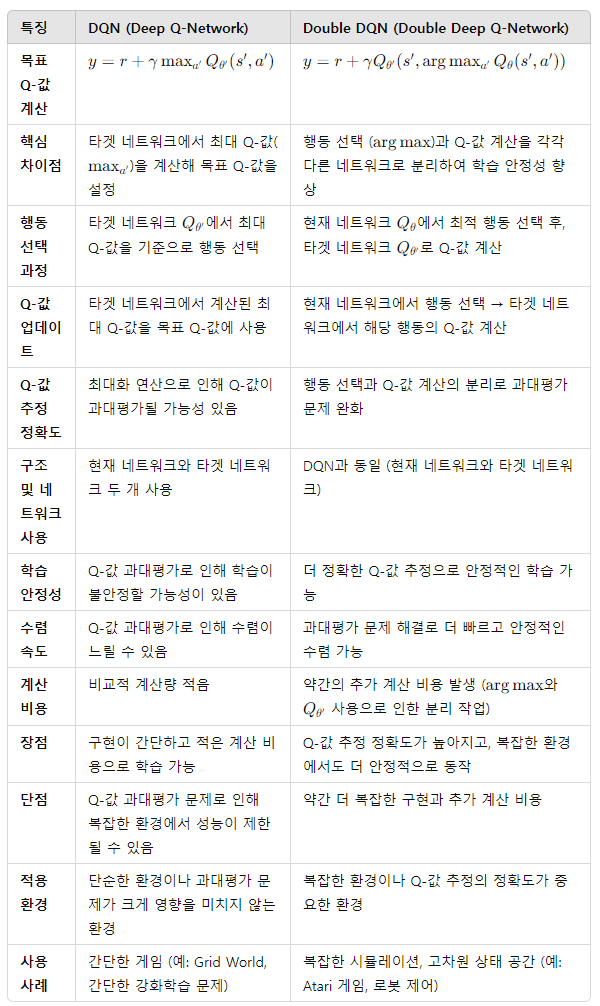 특징 DQN (Deep Q-Network) Double DQN (Double Deep Q-Network)
목표 y = r + γ maxₐ′ Qθ′(s′, a′) y = r + γQθ′(s′, arg maxₐ′ Qθ(s′, a′))
Q-값
계산
핵심 타겟 네트워크에서 최대 Q-값( 행동 선택 (arg max)과 Q-값 계산을 각각
차이점 maxₐ′)을 계산해 목표 Q-값을 다른 네트워크로 분리하여 학습 안정성 향
설정 상
행동 타겟 네트워크 Qθ′에서 최대 현재 네트워크 Qθ에서 최적 행동 선택 후,
선택 Q-값을 기준으로 행동 선택 타겟 네트워크 Qθ′로 Q-값 계산
과정
Q-값 타겟 네트워크에서 계산된 최 현재 네트워크에서 행동 선택 → 타겟 네트
업데이 대 Q-값을 목표 Q-값에 사용 워크에서 해당 행동의 Q-값 계산
트
Q-값 최대화 연산으로 인해 Q-값이 행동 선택과 Q-값 계산의 분리로 과대평가
추정 과대평가될 가능성 있음 문제 완화
정확도
구조 현재 네트워크와 타겟 네트워 DQN과 동일 (현재 네트워크와 타겟 네트워
및 네 크 두 개 사용 크)
트워크
사용
학습 Q-값 과대평가로 인해 학습이 더 정확한 Q-값 추정으로 안정적인 학습 가
안정성 불안정할 가능성이 있음 능
수렴 Q-값 과대평가로 인해 수렴이 과대평가 문제 해결로 더 빠르고 안정적인
속도 느릴 수 있음 수렴 가능
계산 비교적 계산량 적음 약간의 추가 계산 비용 발생 (arg max와
비용 Qθ′ 사용으로 인한 분리 작업)
장점 구현이 간단하고 적은 계산 비 Q-값 추정 정확도가 높아지고, 복잡한 환경
용으로 학습 가능 에서도 더 안정적으로 동작
단점 Q-값 과대평가 문제로 인해 약간 더 복잡한 구현과 추가 계산 비용
복잡한 환경에서 성능이 제한
될 수 있음
적용 단순한 환경이나 과대평가 문 복잡한 환경이나 Q-값 추정의 정확도가 중
환경 제가 크게 영향을 미치지 않는 요한 환경
환경
사용 간단한 게임 (예: Grid World, 복잡한 시뮬레이션, 고차원 상태 공간 (예:
사례 간단한 강화학습 문제) Atari 게임, 로봇 제어)